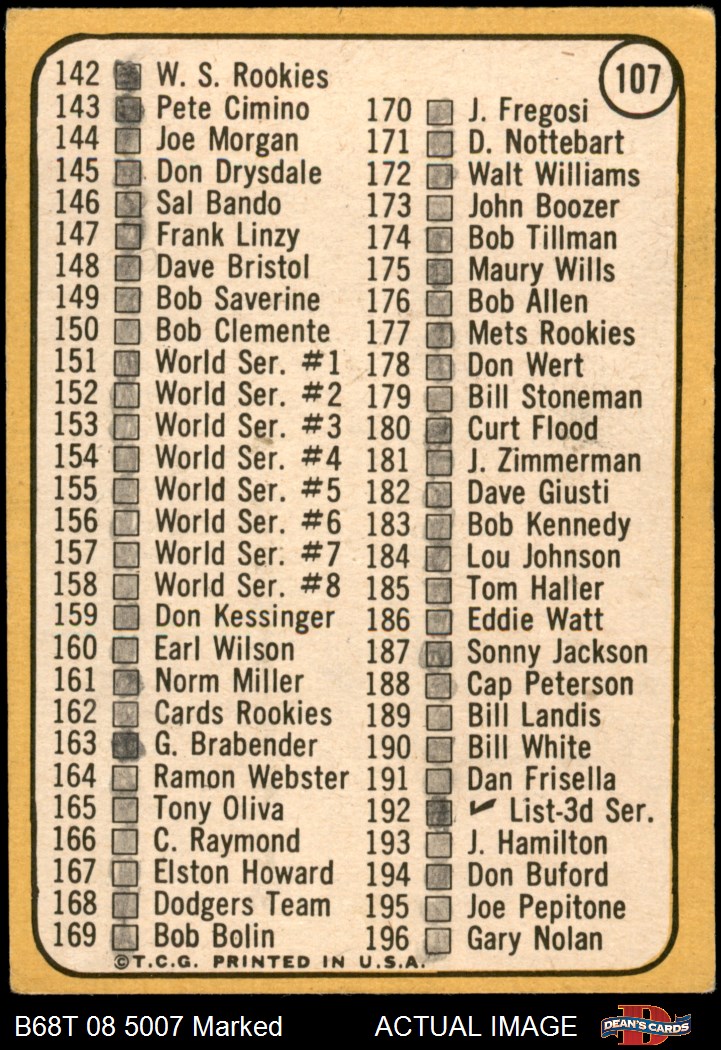 107
142 W. S. Rookies
143 Pete Cimino
144 Joe Morgan
145 Don Drysdale
146 Sal Bando
147 Frank Linzy
148 Dave Bristol
149 Bob Saverine
150 Bob Clemente
151 World Ser. #1
152 World Ser. #2
153 World Ser. #3
154 World Ser. #4
155 World Ser. #5
156 World Ser. #6
157 World Ser. #7
158 World Ser. #8
159 Don Kessinger
160 Earl Wilson
161 Norm Miller
162 Cards Rookies
163 G. Brabender
164 Ramon Webster
165 Tony Oliva
166 C. Raymond
167 Elston Howard
168 Dodgers Team
169 Bob Bolin
170 J. Fregosi
171 D. Nottebart
172 Walt Williams
173 John Boozer
174 Bob Tillman
175 Maury Wills
176 Bob Allen
177 Mets Rookies
178 Don Wert
179 Bill Stoneman
180 Curt Flood
181 J. Zimmerman
182 Dave Giusti
183 Bob Kennedy
184 Lou Johnson
185 Tom Haller
186 Eddie Watt
187 Sonny Jackson
188 Cap Peterson
189 Bill Landis
190 Bill White
191 Dan Frisella
192 ✓ List-3d Ser.
193 J. Hamilton
194 Don Buford
195 Joe Pepitone
196 Gary Nolan
©T.C.G. PRINTED IN U.S.A.
B68T 08 5007 Marked
ACTUAL IMAGE
D
DEAN'S CARDS